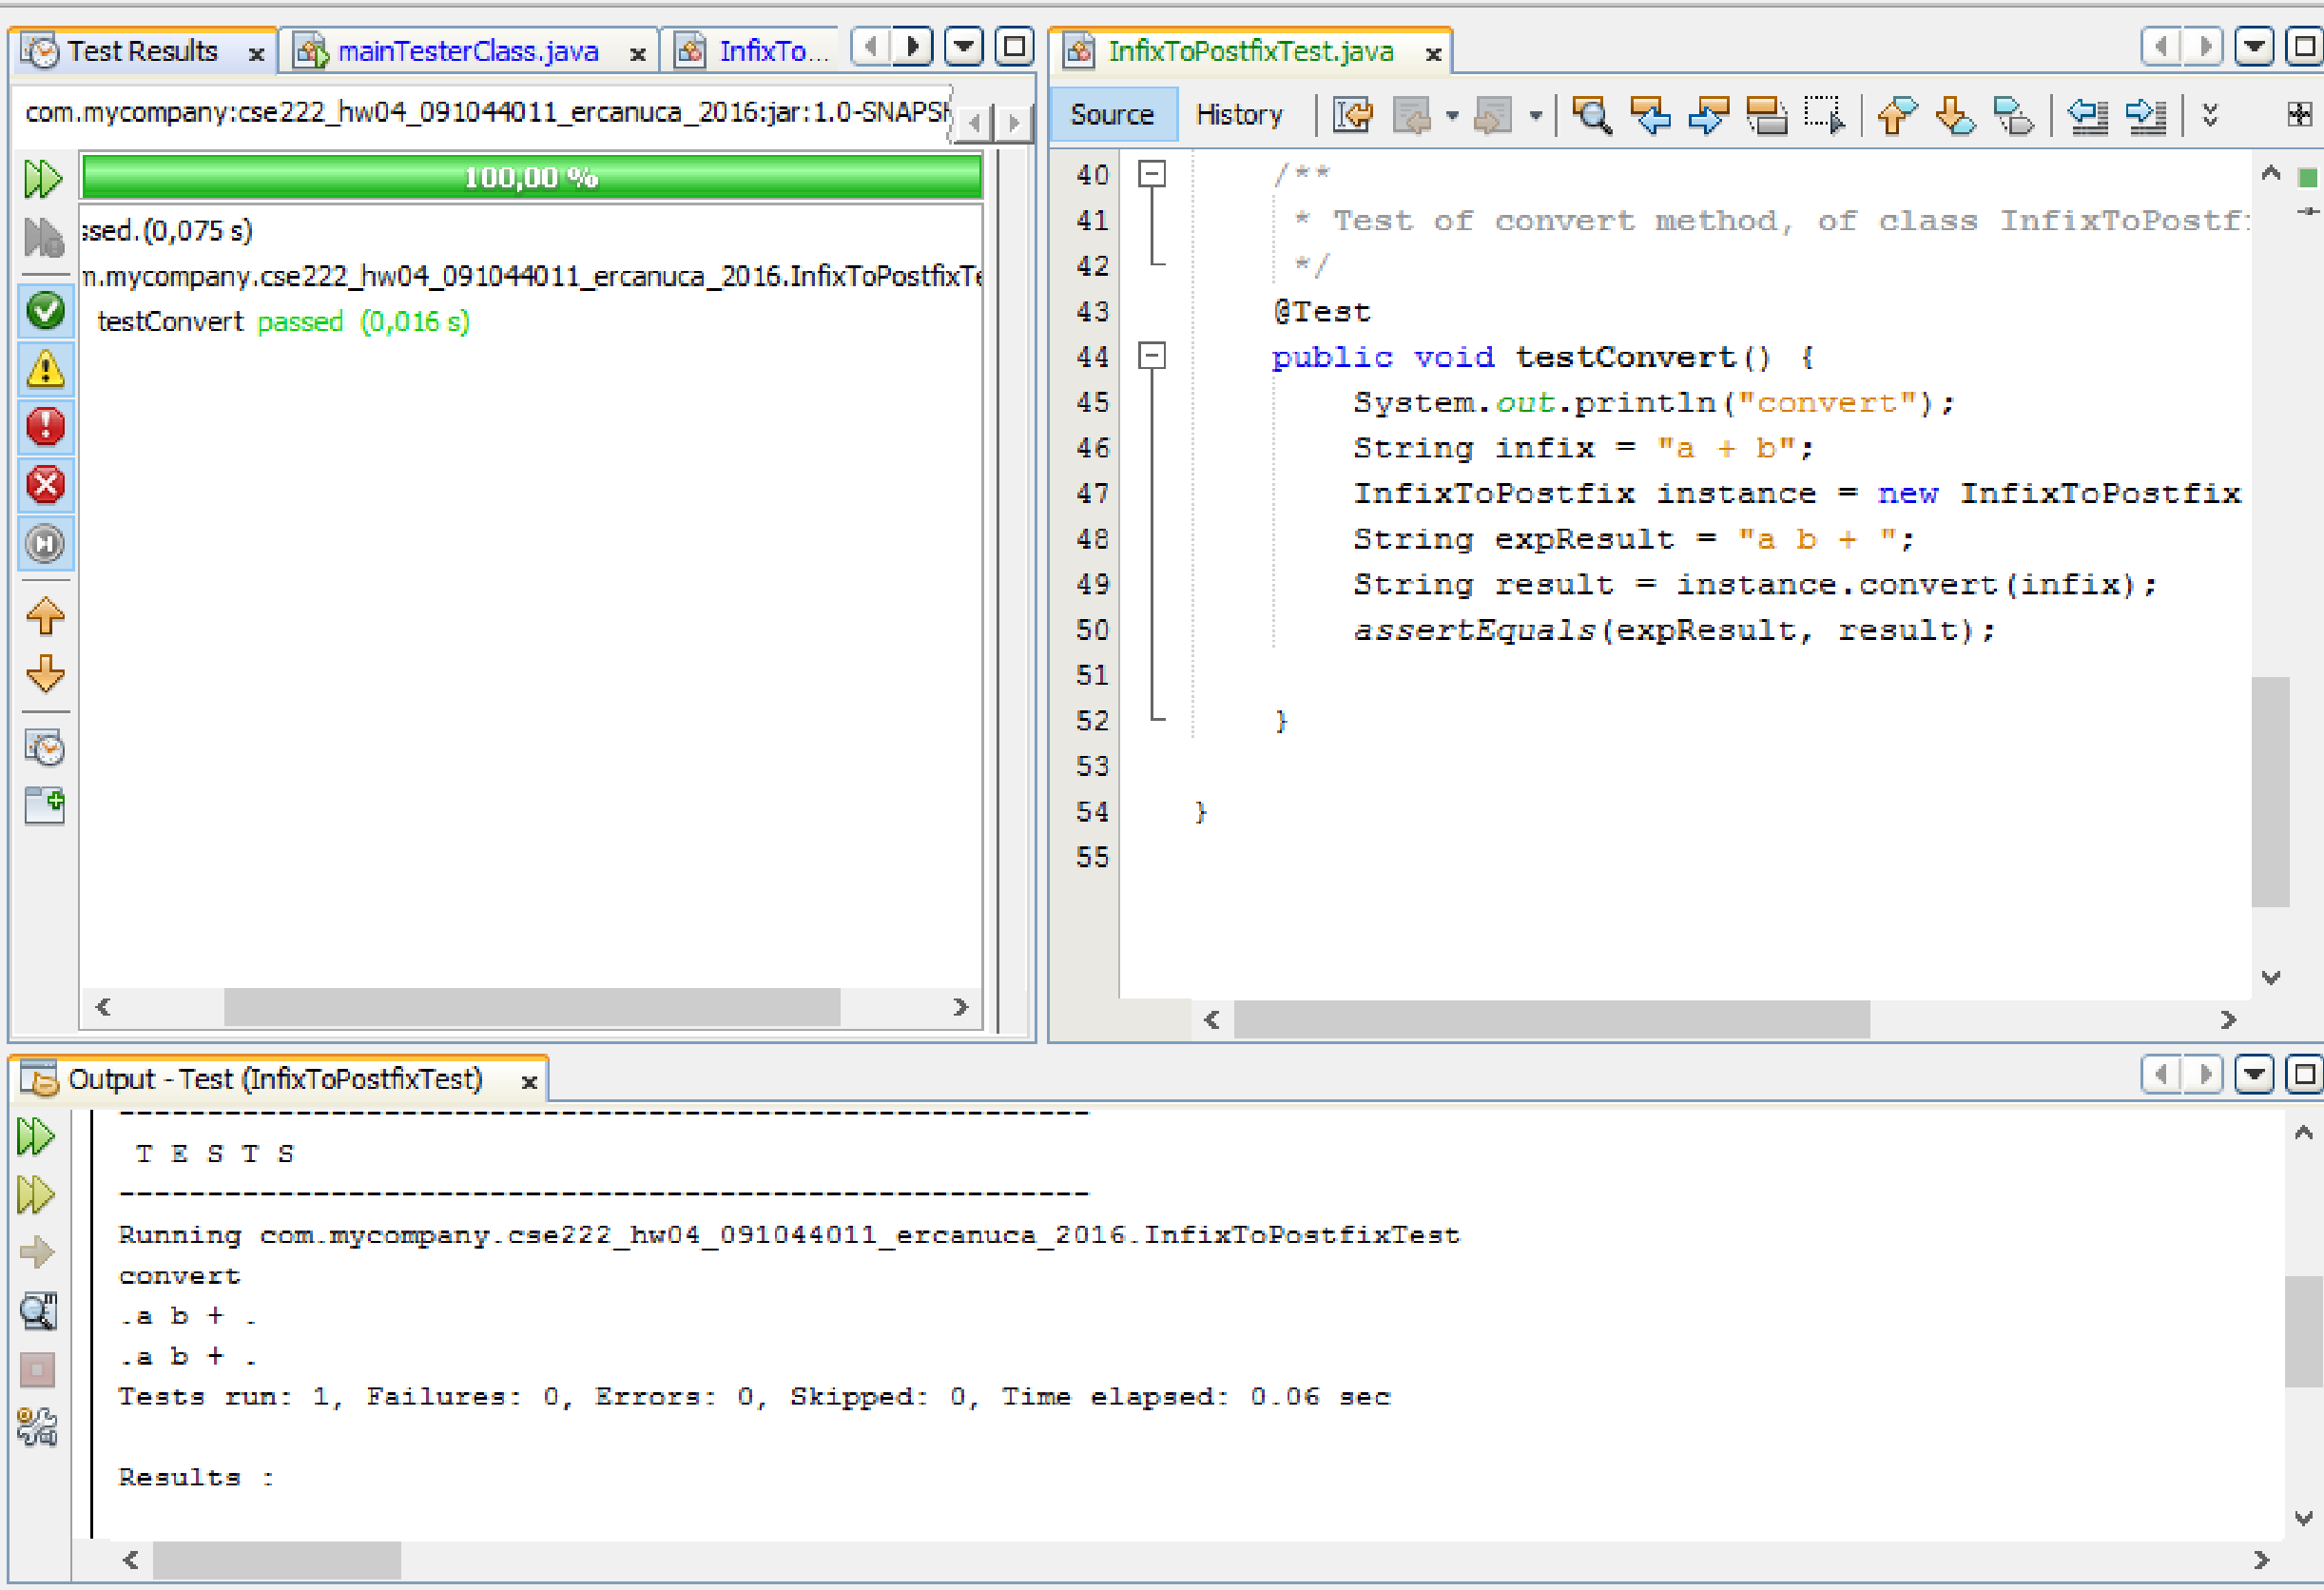 Test Results
mainTesterClass.java
InfixTo...
com.mycompany:cse222_hw04_091044011_ercanuca_2016:jar:1.0-SNAPSH
100,00 %
ssed.(0,075 s)
m.mycompany.cse222_hw04_091044011_ercanuca_2016.InfixToPostfixTe
testConvert passed (0,016 s)
InfixToPostfixTest.java
Source History
40 /**
41 * Test of convert method, of class InfixToPostfi
42 */
43 @Test
44 public void testConvert() {
45 System.out.println("convert");
46 String infix = "a + b";
47 InfixToPostfix instance = new InfixToPostfix
48 String expResult = "a b + ";
49 String result = instance.convert(infix);
50 assertEquals(expResult, result);
51
52 }
53
54 }
55
Output - Test (InfixToPostfixTest)
-------------------------------------------------------
T E S T S
-------------------------------------------------------
Running com.mycompany.cse222_hw04_091044011_ercanuca_2016.InfixToPostfixTest
convert
.a b + .
.a b + .
Tests run: 1, Failures: 0, Errors: 0, Skipped: 0, Time elapsed: 0.06 sec
Results :